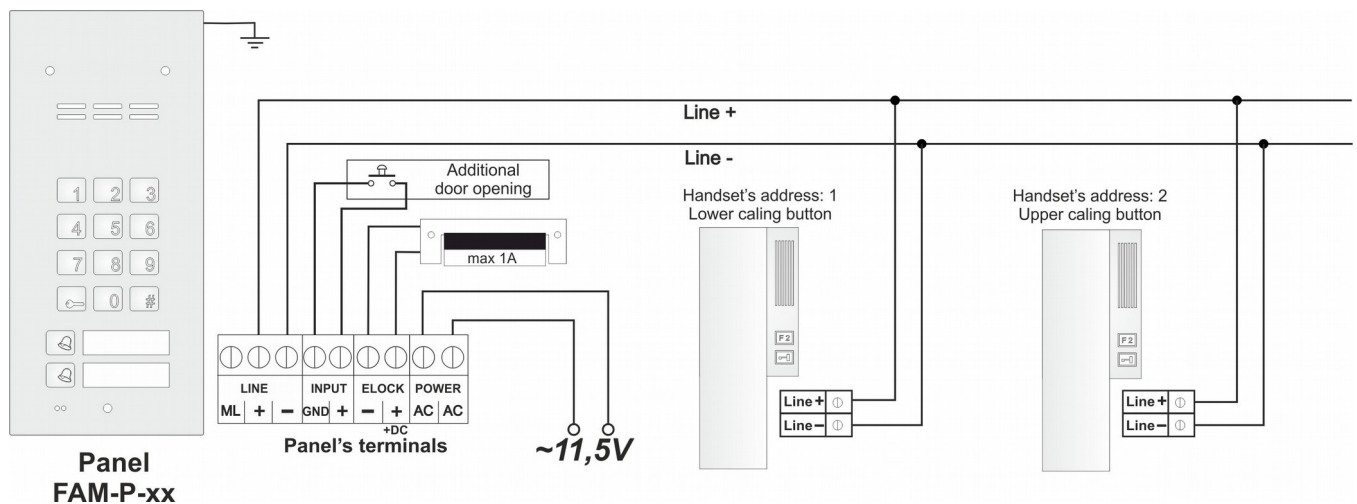 Line +
Line -
Additional
door opening
max 1A
Handset's address: 1
Lower caling button
Handset's address: 2
Upper caling button
1 2 3
4 5 6
7 8 9
0 #
F2
F2
LINE INPUT ELOCK POWER
ML + - GND + - + AC AC
+DC
Panel's terminals
~11,5V
Line+
Line-
Line+
Line-
Panel
FAM-P-xx